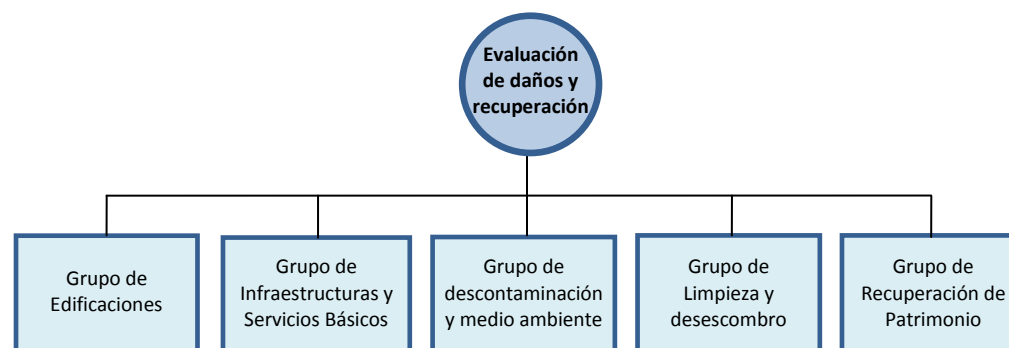 Evaluación
de daños y
recuperación
Grupo de
Edificaciones
Grupo de
Infraestructuras y
Servicios Básicos
Grupo de
descontaminación
y medio ambiente
Grupo de
Limpieza y
desescombro
Grupo de
Recuperación de
Patrimonio